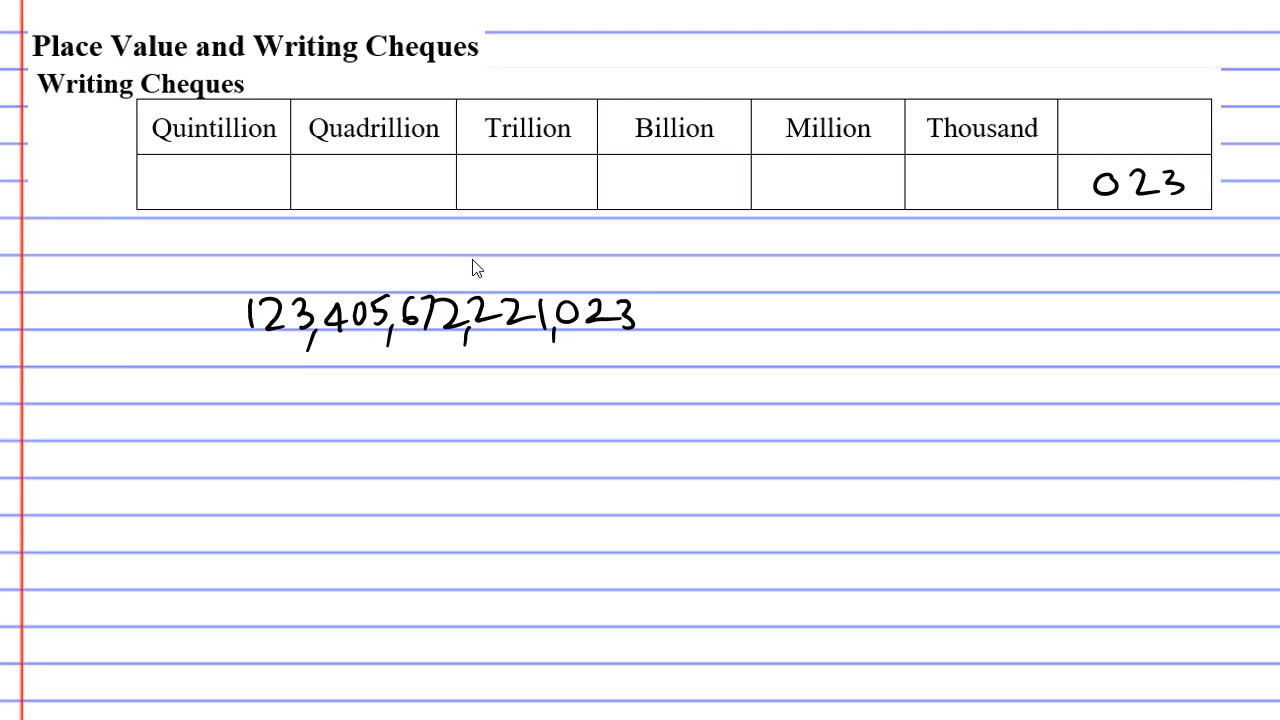 Place Value and Writing Cheques
Writing Cheques
Quintillion Quadrillion Trillion Billion Million Thousand
023
123,405,672,221,023